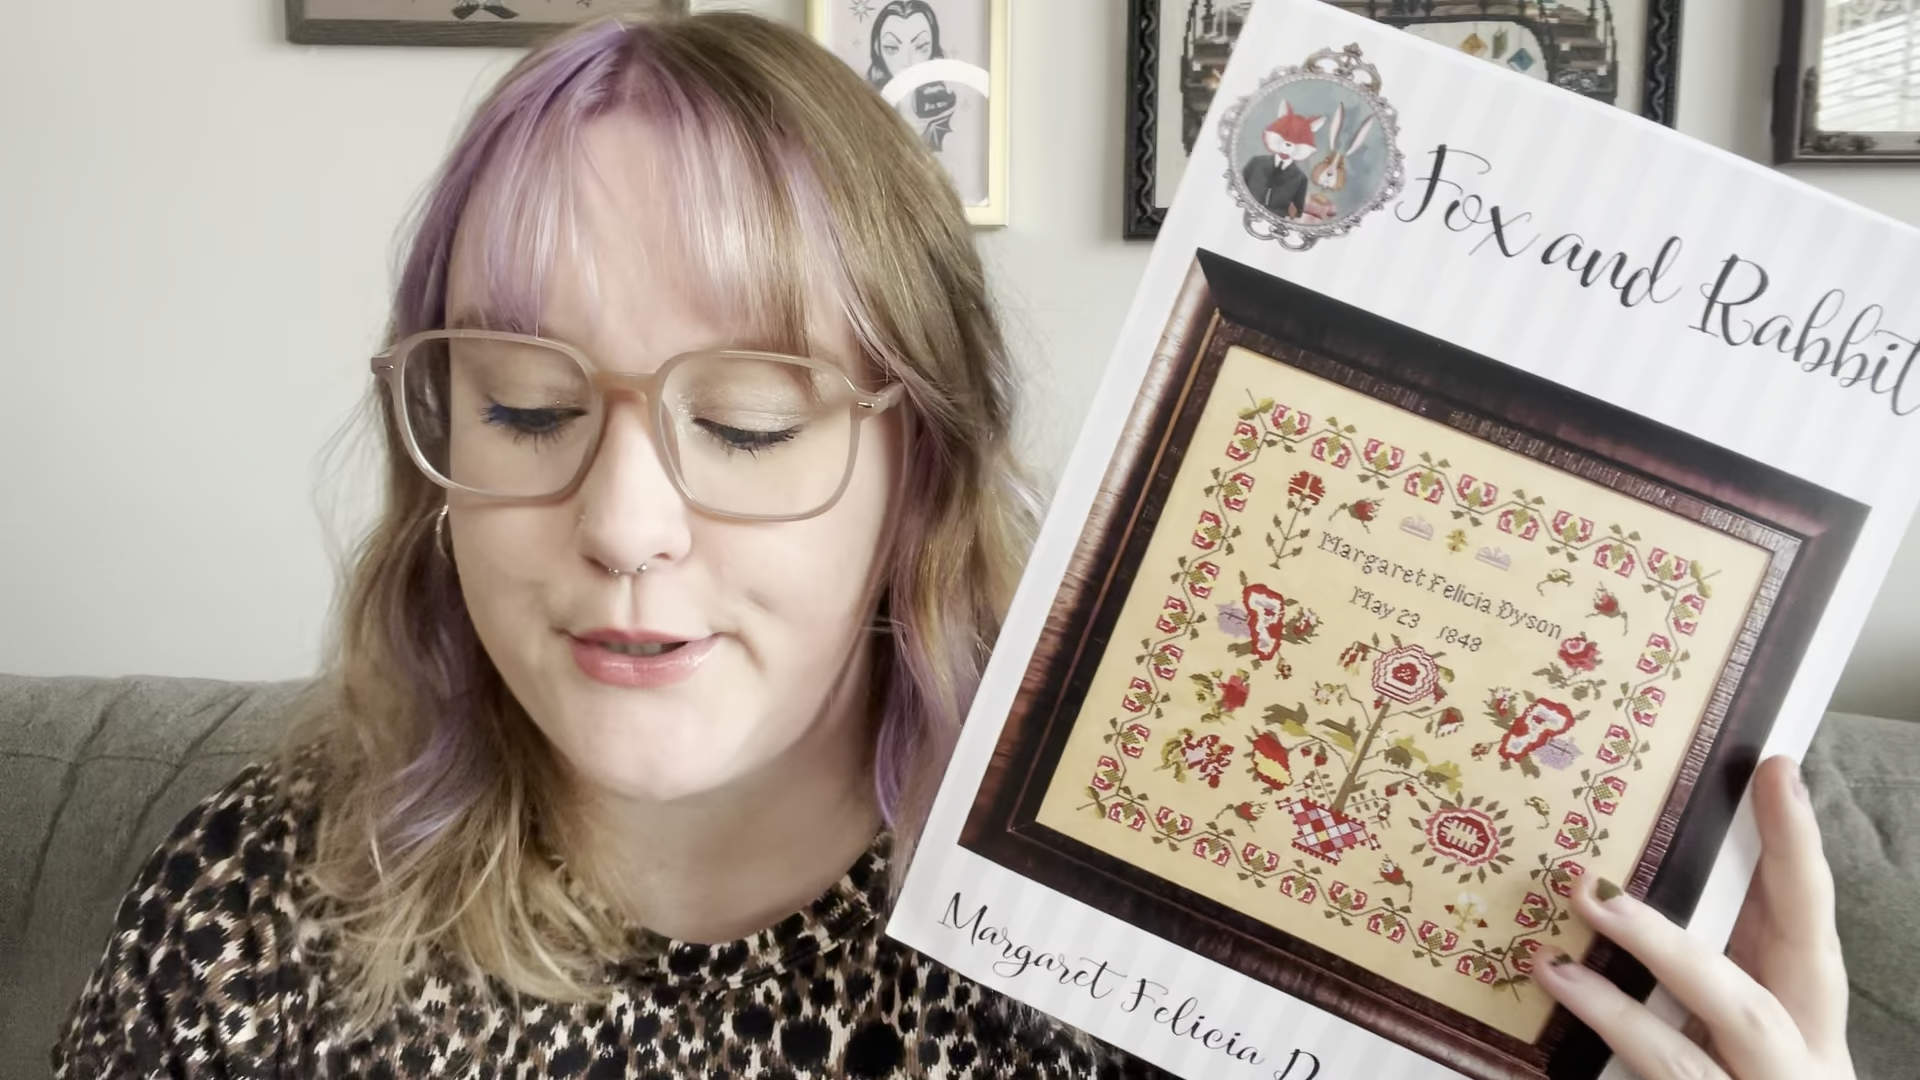 Fox and Rabbit
Margaret Felicia Dyson
May 23 1848
Margaret Felicia D